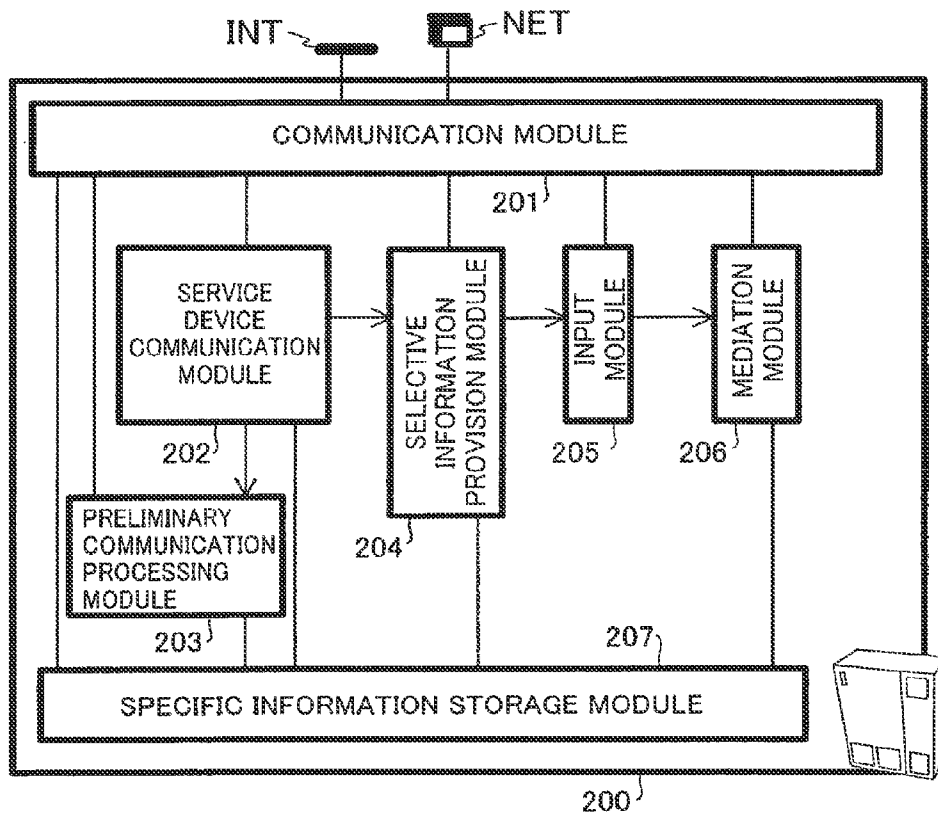 INT
NET
COMMUNICATION MODULE
201
SERVICE
DEVICE
COMMUNICATION
MODULE
202
SELECTIVE
INFORMATION
PROVISION MODULE
204
INPUT
MODULE
205
MEDIATION
MODULE
206
PRELIMINARY
COMMUNICATION
PROCESSING
MODULE
203
207
SPECIFIC INFORMATION STORAGE MODULE
200